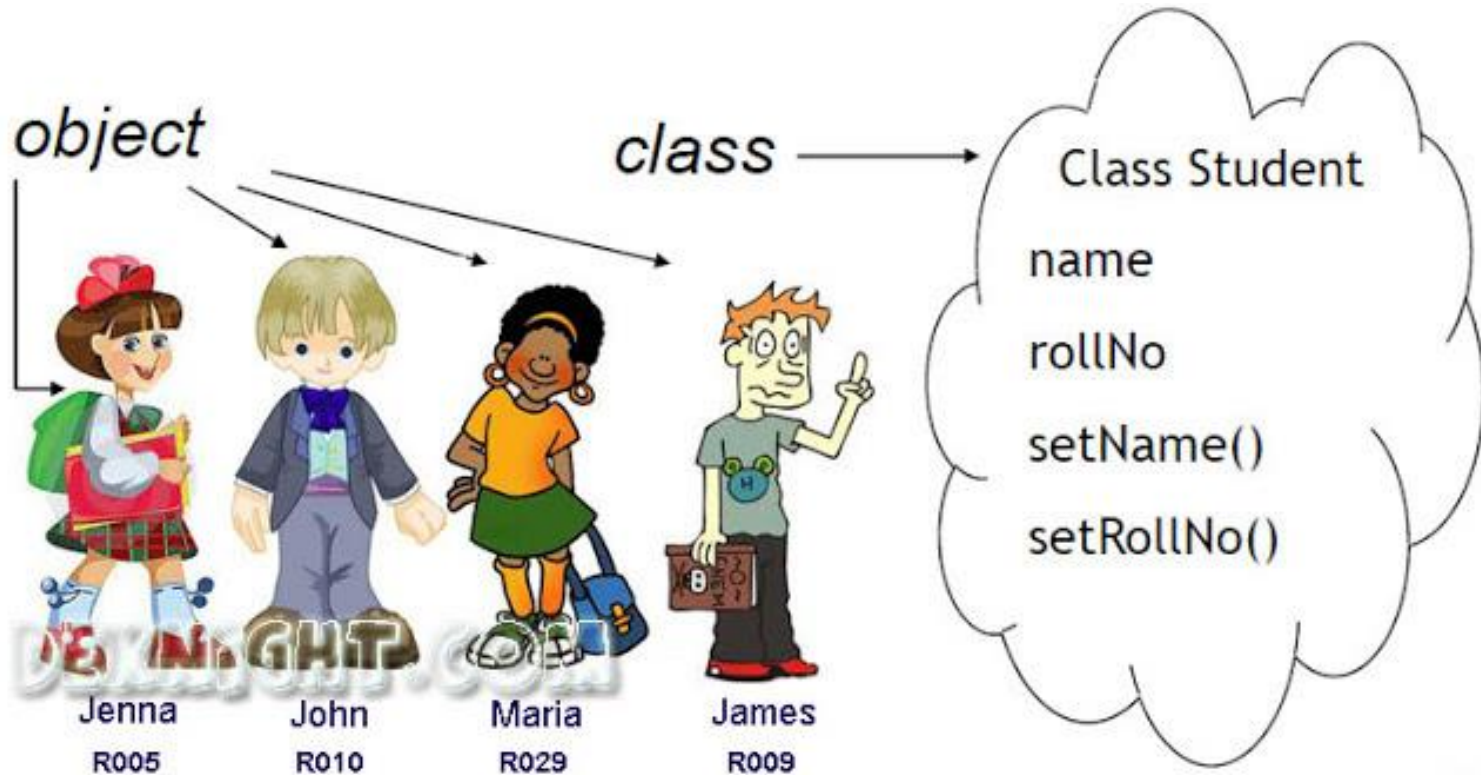 object
class
Class Student
name
rollNo
setName()
setRollNo()
Jenna
John
Maria
James
R005
R010
R029
R009